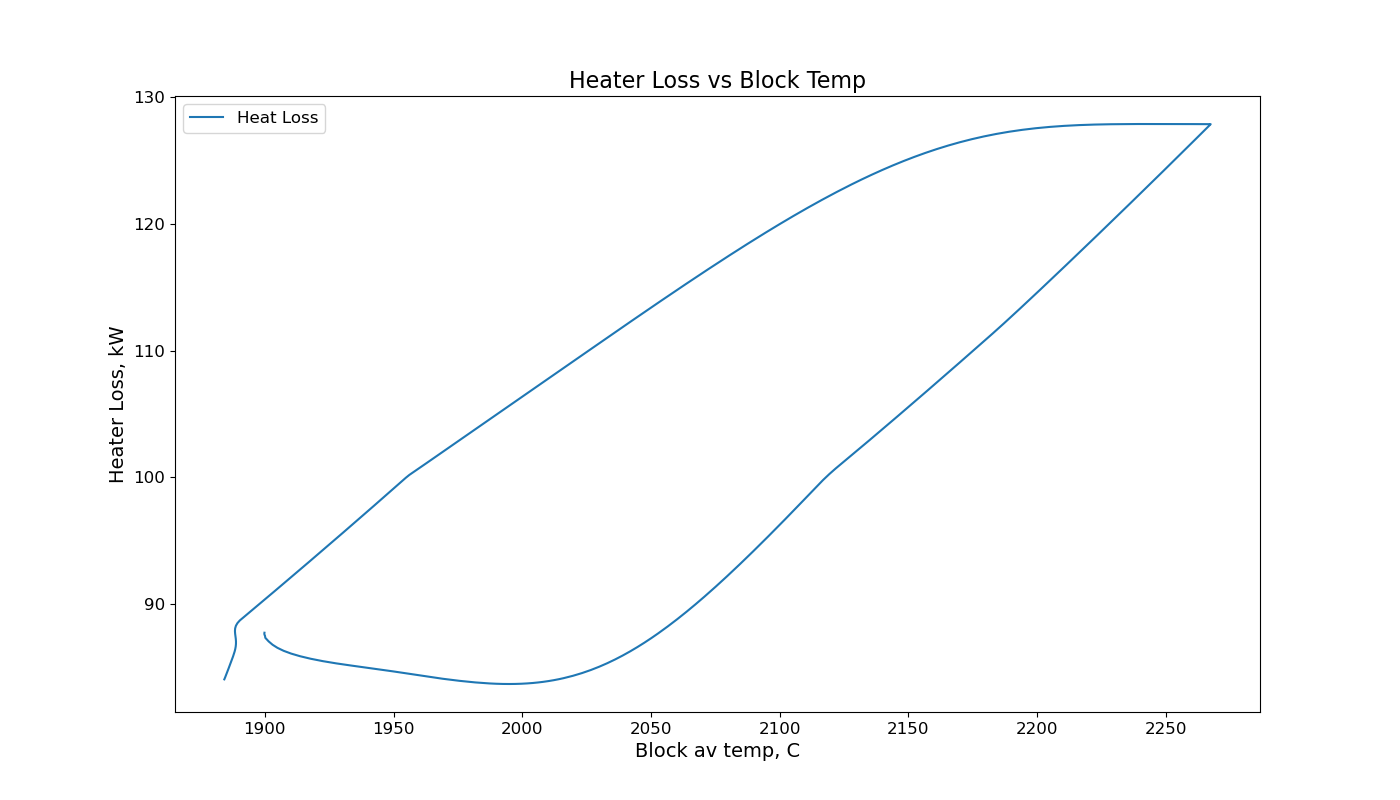 Heater Loss vs Block Temp
Heat Loss
130
120
110
100
90
Heater Loss, kW
1900 1950 2000 2050 2100 2150 2200 2250
Block av temp, C